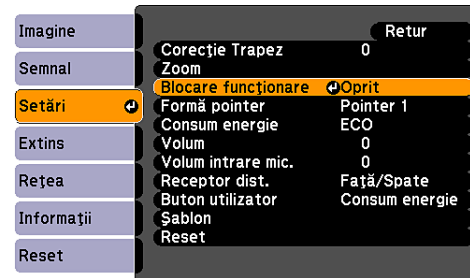 Imagine
Semnal
Setări
Extins
Reţea
Informaţii
Reset
Retur
Corecţie Trapez 0
Zoom
Blocare funcţionare Oprit
Formă pointer Pointer 1
Consum energie ECO
Volum 0
Volum intrare mic. 0
Receptor dist. Faţă/Spate
Buton utilizator Consum energie
Şablon
Reset